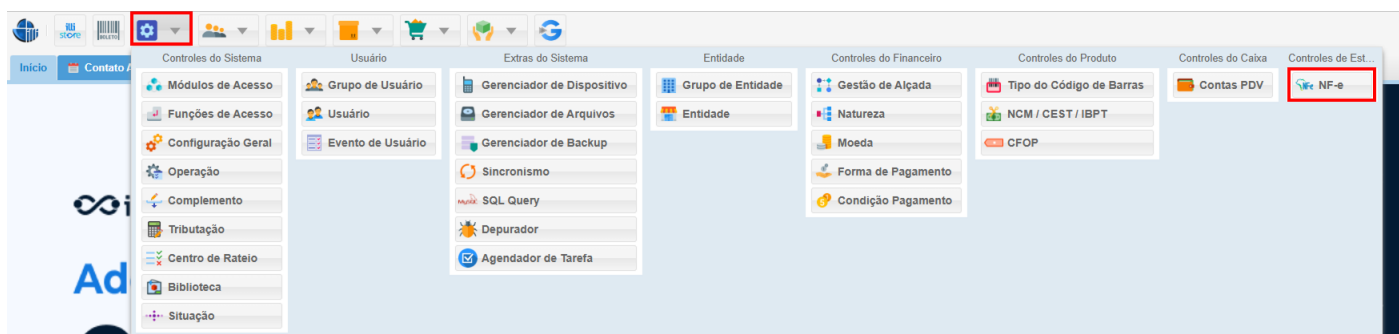 illi
illi
store
BOLETO
Início
Contato A
Controles do Sistema
Módulos de Acesso
Funções de Acesso
Configuração Geral
Operação
Complemento
Tributação
Centro de Rateio
Biblioteca
Situação
Usuário
Grupo de Usuário
Usuário
Evento de Usuário
Extras do Sistema
Gerenciador de Dispositivo
Gerenciador de Arquivos
Gerenciador de Backup
Sincronismo
MySQL SQL Query
Depurador
Agendador de Tarefa
Entidade
Grupo de Entidade
Entidade
Controles do Financeiro
Gestão de Alçada
Natureza
Moeda
Forma de Pagamento
Condição Pagamento
Controles do Produto
Tipo do Código de Barras
NCM / CEST / IBPT
CFOP
Controles do Caixa
Contas PDV
Controles de Est...
NFe NF-e
i
Ad